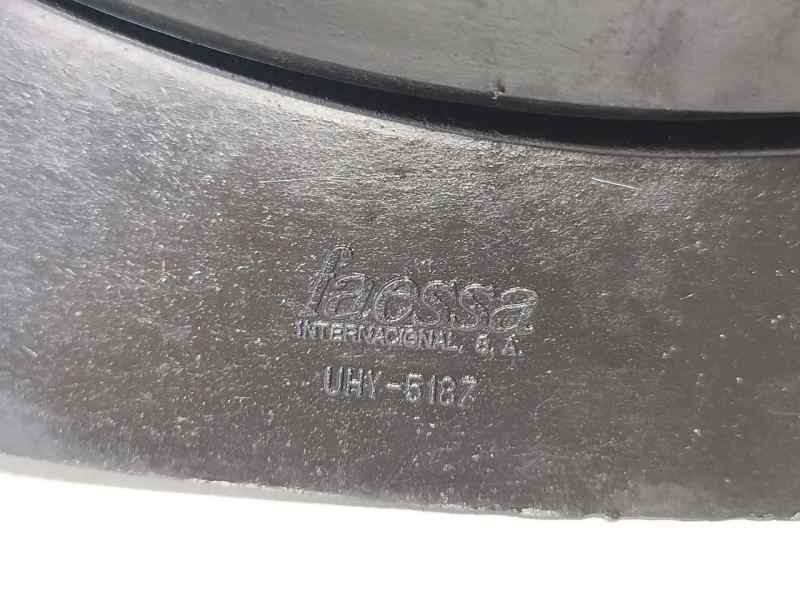 faessa
INTERNACIONAL, S. A.
UHY-5187